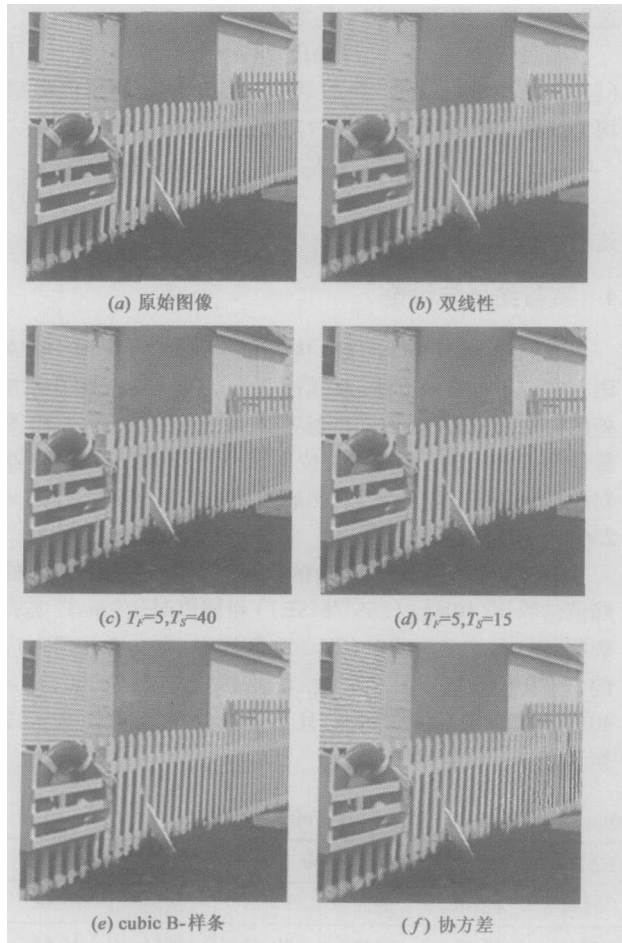 (a) 原始图像
(b) 双线性
(c) T_F=5,T_S=40
(d) T_F=5,T_S=15
(e) cubic B-样条
(f) 协方差